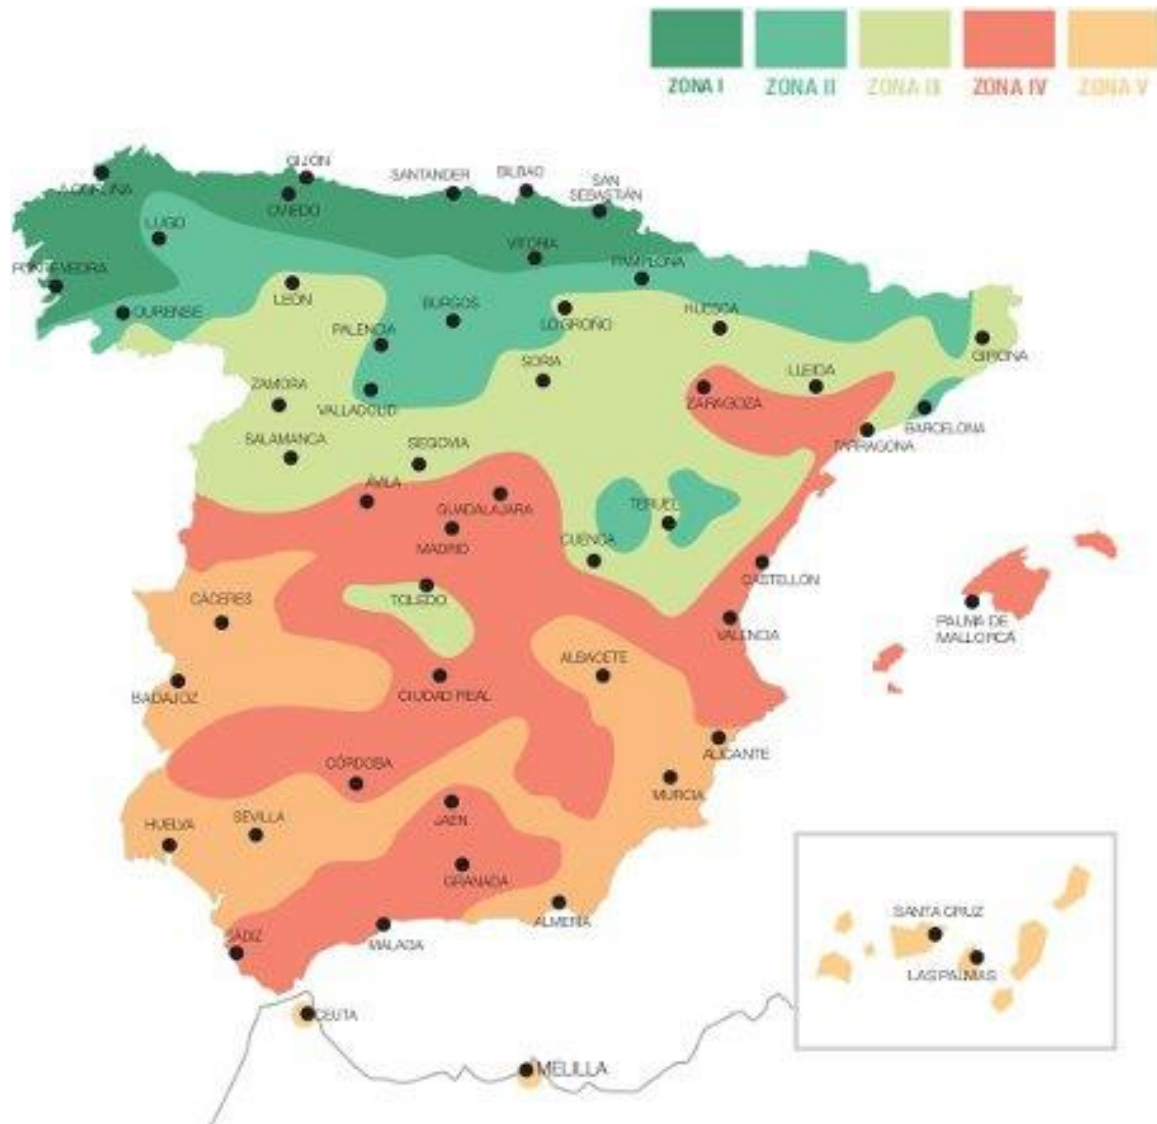 ZONA I
ZONA II
ZONA III
ZONA IV
ZONA V
GIJÓN
SANTANDER
BILBAO
SAN
SEBASTIÁN
A CORUÑA
OVIEDO
LUGO
VITORIA
PONTEVEDRA
PAMPLONA
OURENSE
LEÓN
BURGOS
LOGROÑO
HUESCA
PALENCIA
GIRONA
SORIA
LLEIDA
ZAMORA
VALLADOLID
ZARAGOZA
BARCELONA
SALAMANCA
SEGOVIA
TARRAGONA
ÁVILA
GUADALAJARA
TERUEL
MADRID
CUENCA
CASTELLÓN
CÁCERES
TOLEDO
VALENCIA
PALMA DE
MALLORCA
ALBACETE
BADAJOZ
CIUDAD REAL
ALICANTE
CÓRDOBA
MURCIA
HUELVA
SEVILLA
JAÉN
GRANADA
ALMERÍA
CÁDIZ
MÁLAGA
SANTA CRUZ
LAS PALMAS
CEUTA
MELILLA